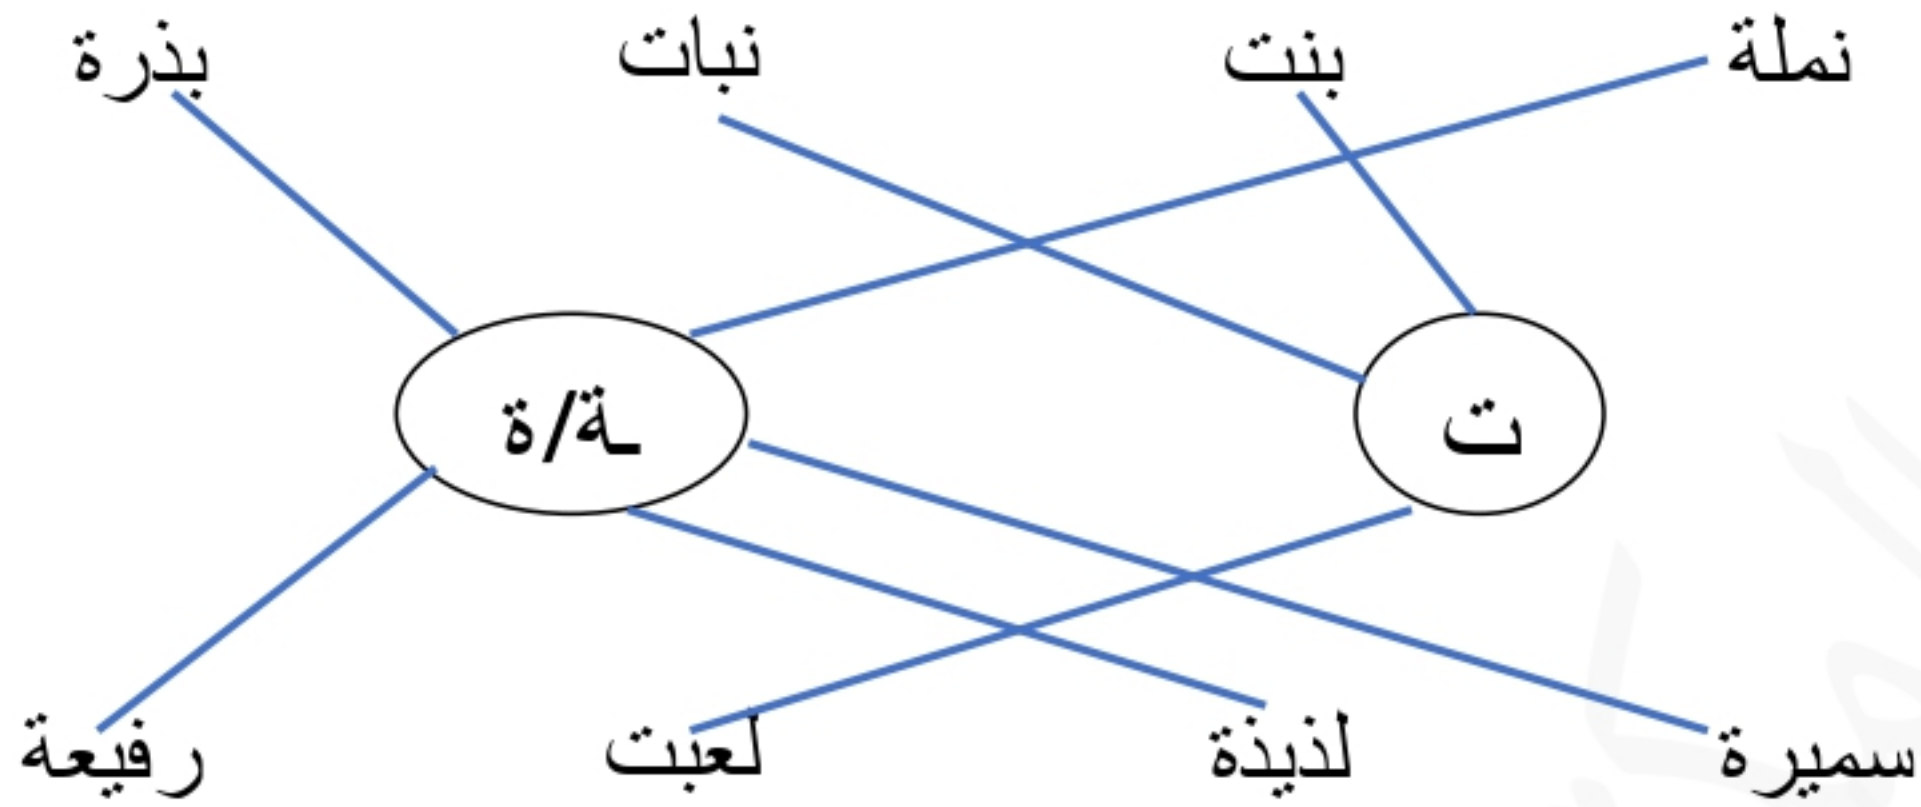 نملة بنت نبات بذرة
ت ـة/ة
سميرة لذيذة لعبت رفيعة